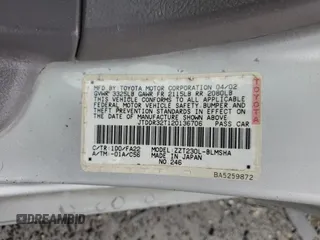 MFD BY TOYOTA MOTOR CORPORATION 04/02
GVWR 3325LB GAWR FR 2115LB RR 2080LB
THIS VEHICLE CONFORMS TO ALL APPLICABLE
FEDERAL MOTOR VEHICLE SAFETY, BUMPER AND
THEFT PREVENTION STANDARDS IN EFFECT ON
THE DATE OF MANUFACTURE SHOWN ABOVE.
JTDDR32T120136706 PASS CAR
TOYOTA
C/TR:1D0/FA22 MODEL: ZZT230L-BLMSHA
A/TM:-01A/C56 MADE IN JAPAN
NO 246
BA5259872